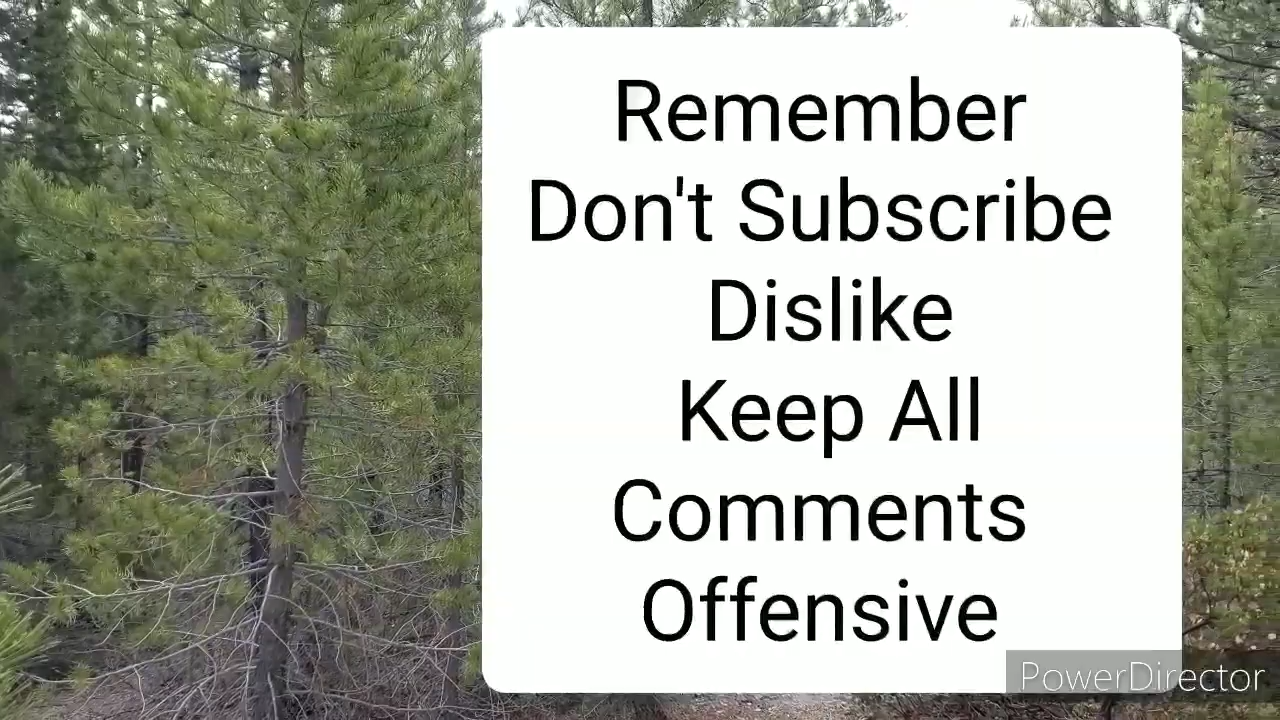 Remember
Don't Subscribe
Dislike
Keep All
Comments
Offensive
PowerDirector